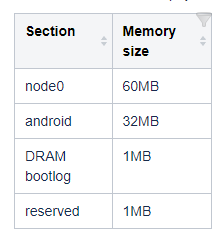 Section Memory size
node0 60MB
android 32MB
DRAM bootlog 1MB
reserved 1MB